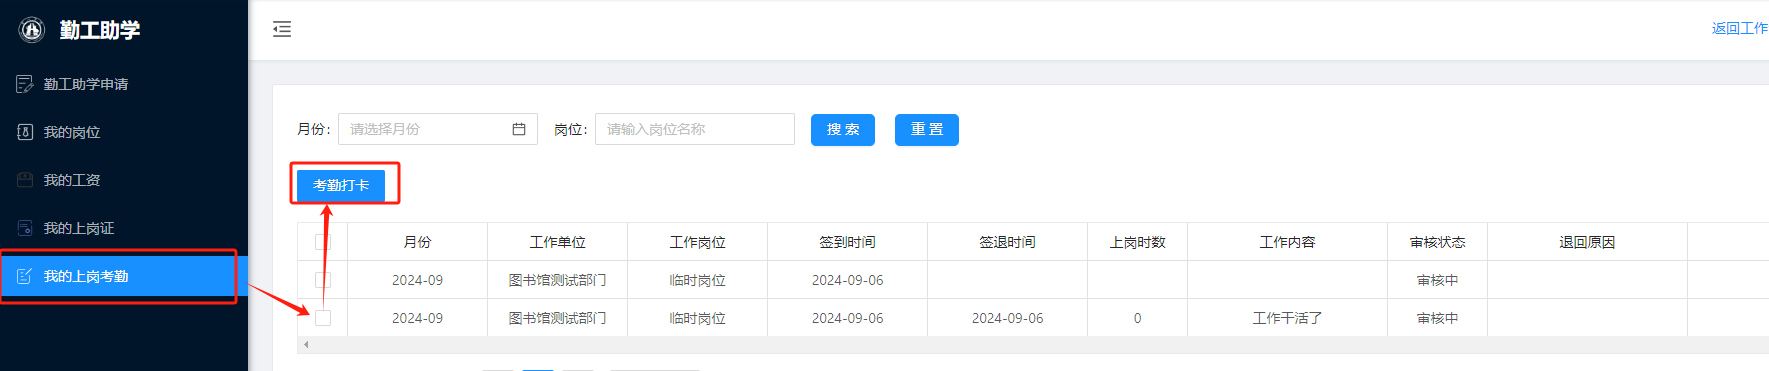 勤工助学
返回工作
勤工助学申请
我的岗位
我的工资
我的上岗证
我的上岗考勤
月份: 请选择月份 岗位: 请输入岗位名称 搜 索 重 置
考勤打卡
月份 工作单位 工作岗位 签到时间 签退时间 上岗时数 工作内容 审核状态 退回原因
2024-09 图书馆测试部门 临时岗位 2024-09-06 审核中
2024-09 图书馆测试部门 临时岗位 2024-09-06 2024-09-06 0 工作干活了 审核中